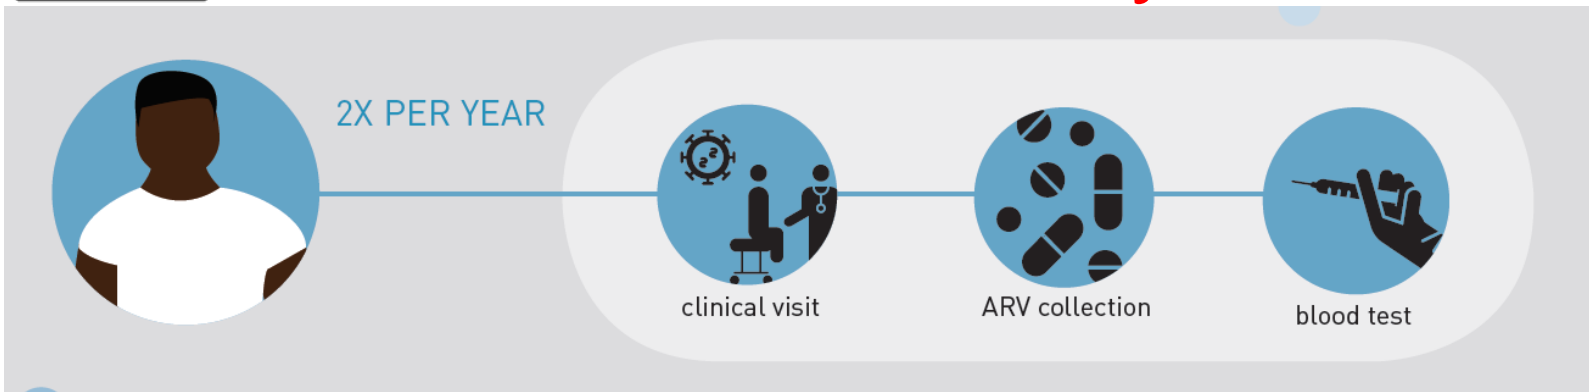 2X PER YEAR
clinical visit
ARV collection
blood test